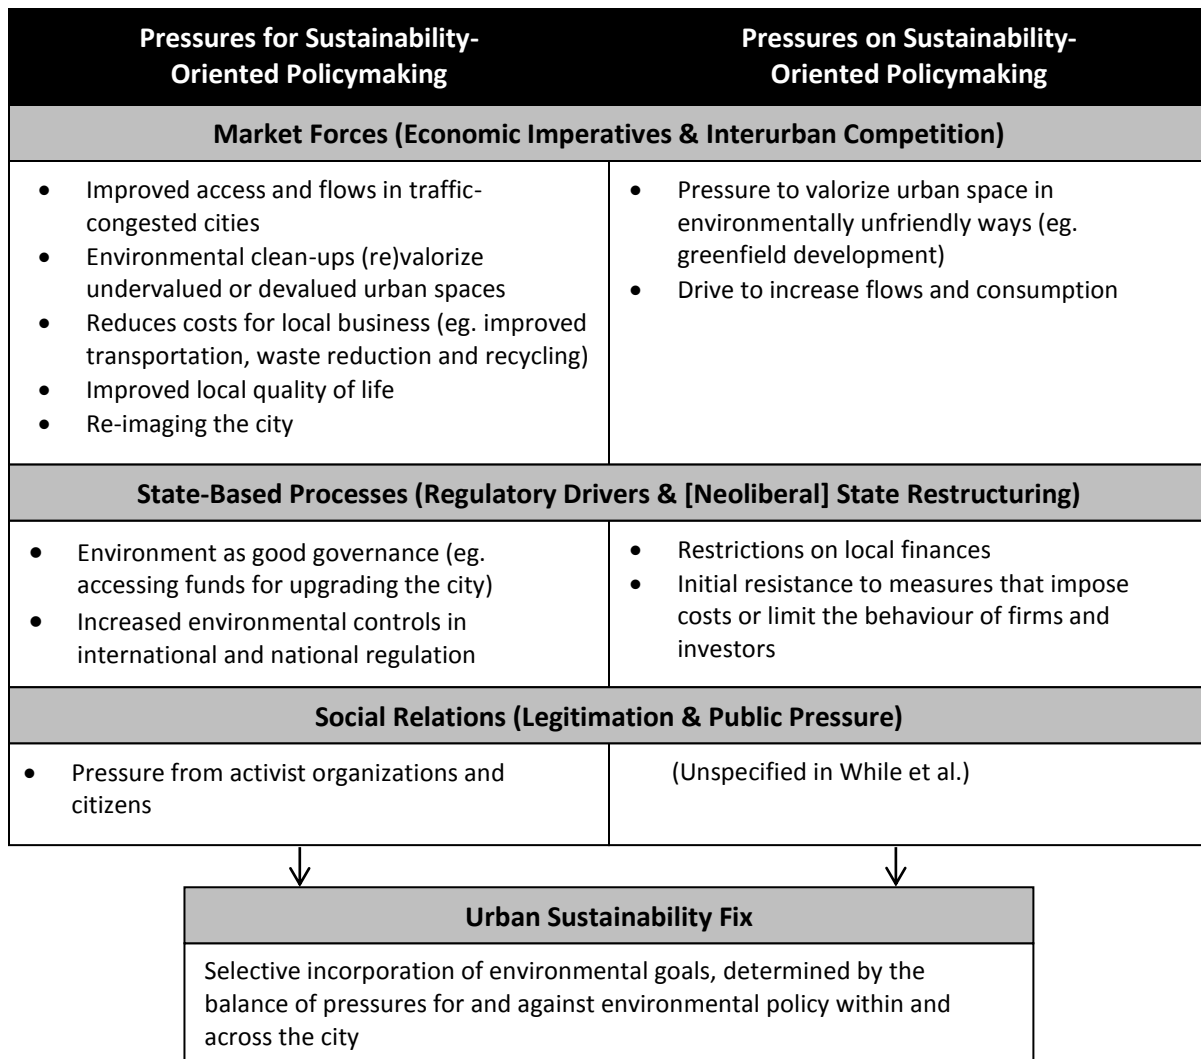 Pressures for Sustainability-
Oriented Policymaking
Pressures on Sustainability-
Oriented Policymaking
Market Forces (Economic Imperatives & Interurban Competition)
• Improved access and flows in traffic-
congested cities
• Environmental clean-ups (re)valorize
undervalued or devalued urban spaces
• Reduces costs for local business (eg. improved
transportation, waste reduction and recycling)
• Improved local quality of life
• Re-imaging the city
• Pressure to valorize urban space in
environmentally unfriendly ways (eg.
greenfield development)
• Drive to increase flows and consumption
State-Based Processes (Regulatory Drivers & [Neoliberal] State Restructuring)
• Environment as good governance (eg.
accessing funds for upgrading the city)
• Increased environmental controls in
international and national regulation
• Restrictions on local finances
• Initial resistance to measures that impose
costs or limit the behaviour of firms and
investors
Social Relations (Legitimation & Public Pressure)
• Pressure from activist organizations and
citizens
(Unspecified in While et al.)
Urban Sustainability Fix
Selective incorporation of environmental goals, determined by the
balance of pressures for and against environmental policy within and
across the city